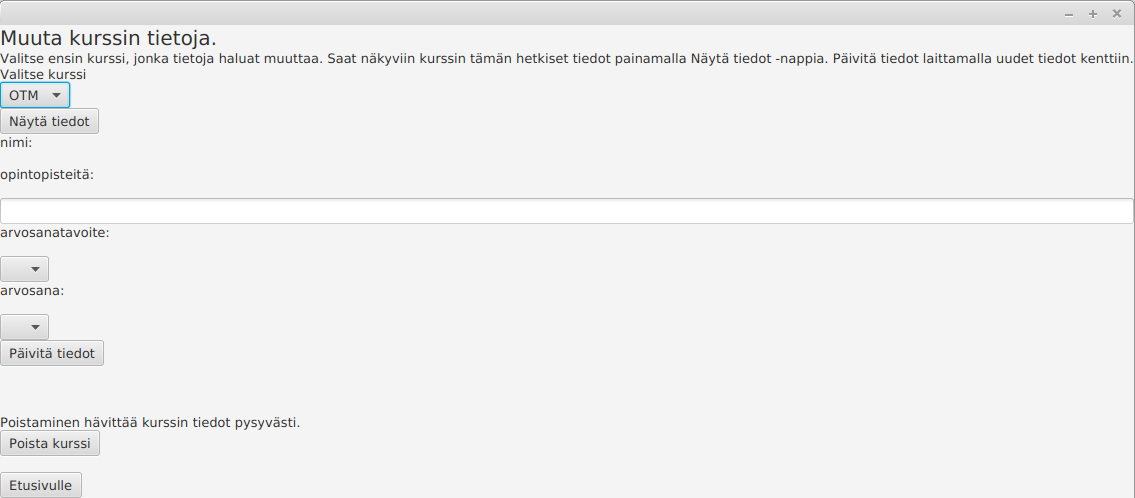 Muuta kurssin tietoja.
Valitse ensin kurssi, jonka tietoja haluat muuttaa. Saat näkyviin kurssin tämän hetkiset tiedot painamalla Näytä tiedot -nappia. Päivitä tiedot laittamalla uudet tiedot kenttiin.
Valitse kurssi
OTM
Näytä tiedot
nimi:
opintopisteitä:
arvosanatavoite:
arvosana:
Päivitä tiedot
Poistaminen hävittää kurssin tiedot pysyvästi.
Poista kurssi
Etusivulle